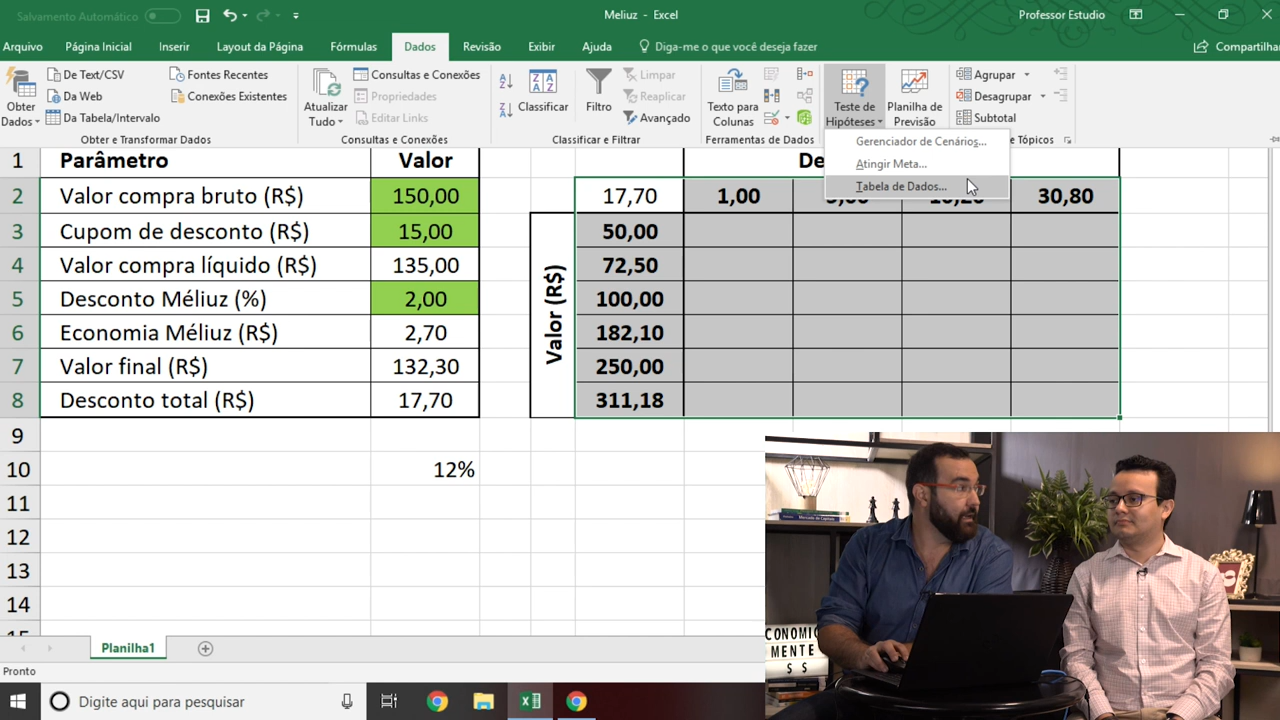 Salvamento Automático
Meliuz - Excel
Professor Estudio
Arquivo
Página Inicial
Inserir
Layout da Página
Fórmulas
Dados
Revisão
Exibir
Ajuda
Diga-me o que você deseja fazer
Compartilha
Obter
Dados
De Text/CSV
Da Web
Da Tabela/Intervalo
Fontes Recentes
Conexões Existentes
Obter e Transformar Dados
Atualizar
Tudo
Consultas e Conexões
Propriedades
Editar Links
Consultas e Conexões
Classificar
Filtro
Limpar
Reaplicar
Avançado
Classificar e Filtrar
Texto para
Colunas
Ferramentas de Dados
Teste de
Hipóteses
Planilha de
Previsão
Agrupar
Desagrupar
Subtotal
de Tópicos
Gerenciador de Cenários...
Atingir Meta...
Tabela de Dados...
1 Parâmetro Valor De
2 Valor compra bruto (R$) 150,00 17,70 1,00 30,80
3 Cupom de desconto (R$) 15,00 50,00
4 Valor compra líquido (R$) 135,00 72,50
5 Desconto Méliuz (%) 2,00 100,00
6 Economia Méliuz (R$) 2,70 182,10
7 Valor final (R$) 132,30 250,00
8 Desconto total (R$) 17,70 311,18
Valor (R$)
9
10 12%
11
12
13
14
Planilha1
Pronto
Digite aqui para pesquisar
ECONOMIC
MENTE
$ $